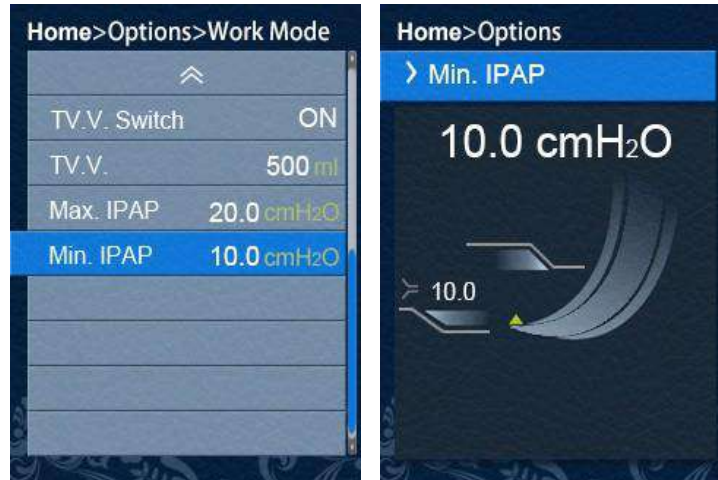 Home>Options>Work Mode
TV.V. Switch ON
TV.V. 500 ml
Max. IPAP 20.0 cmH2O
Min. IPAP 10.0 cmH2O
Home>Options
> Min. IPAP
10.0 cmH2O
10.0